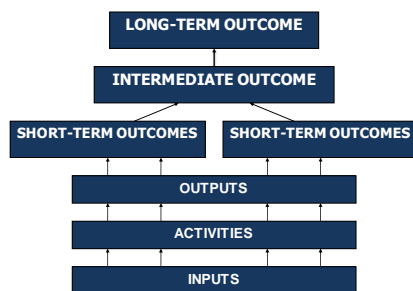 LONG-TERM OUTCOME
INTERMEDIATE OUTCOME
SHORT-TERM OUTCOMES
SHORT-TERM OUTCOMES
OUTPUTS
ACTIVITIES
INPUTS